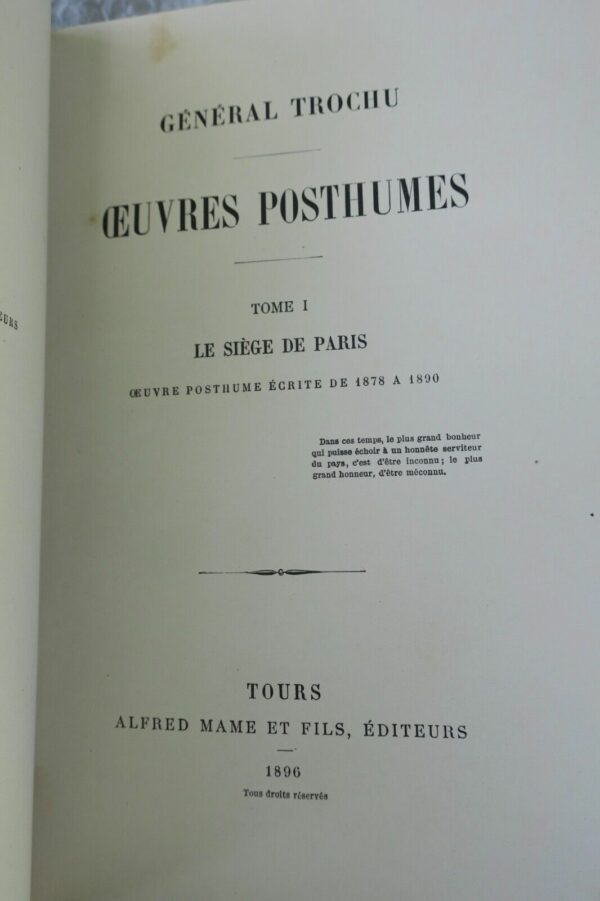 GÉNÉRAL TROCHU
ŒUVRES POSTHUMES
TOME I
LE SIÈGE DE PARIS
ŒUVRE POSTHUME ÉCRITE DE 1878 A 1890
Dans ces temps, le plus grand bonheur
qui puisse échoir à un honnête serviteur
du pays, c'est d'être inconnu; le plus
grand honneur, d'être méconnu.
TOURS
ALFRED MAME ET FILS, ÉDITEURS
1896
Tous droits réservés